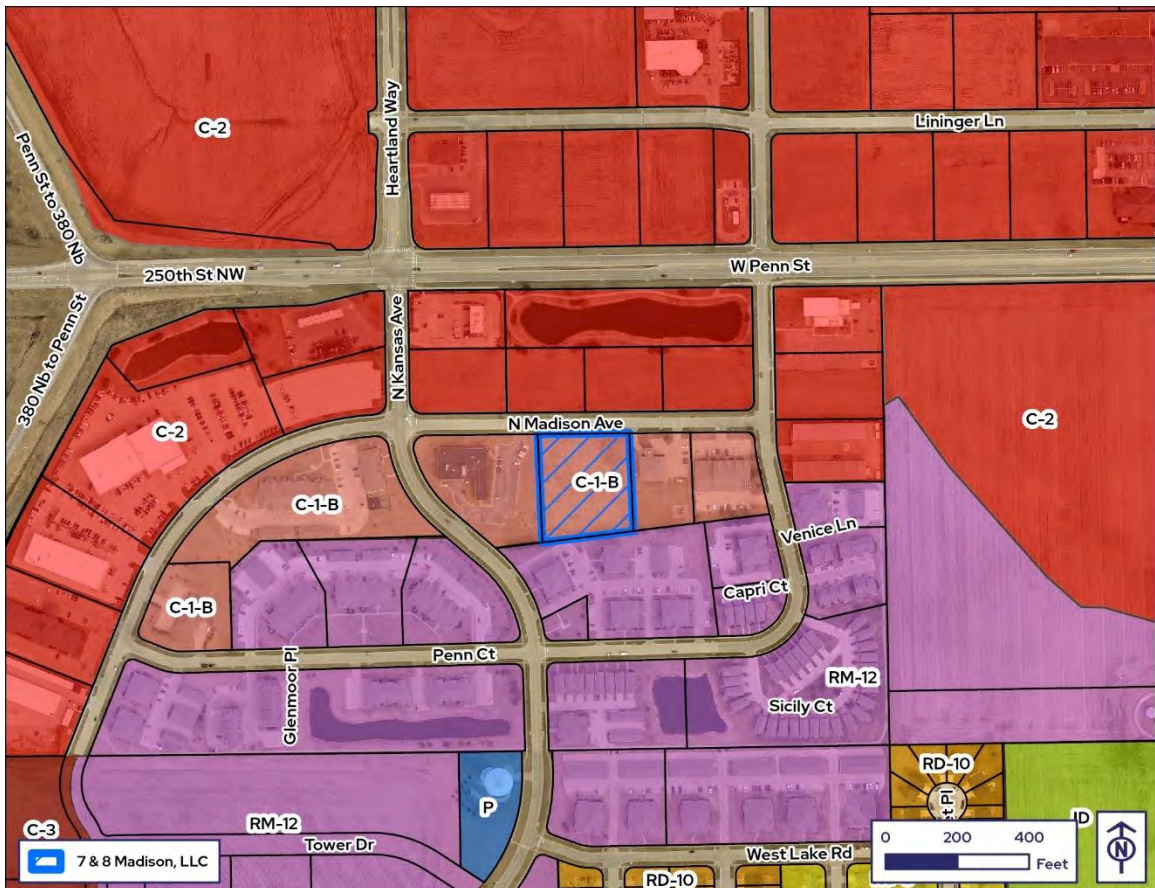 C-2
Heartland Way
Lininger Ln
Penn St to 380 Nb
250th St NW
W Penn St
380 Nb to Penn St
N Kansas Ave
C-2
N Madison Ave
C-2
C-1-B
C-1-B
Venice Ln
C-1-B
Capri Ct
Penn Ct
Glenmoor Pl
RM-12
Sicily Ct
RD-10
P
C-3
RM-12
Tower Dr
ID
0 200 400
Feet
N
7 & 8 Madison, LLC
West Lake Rd
RD-10